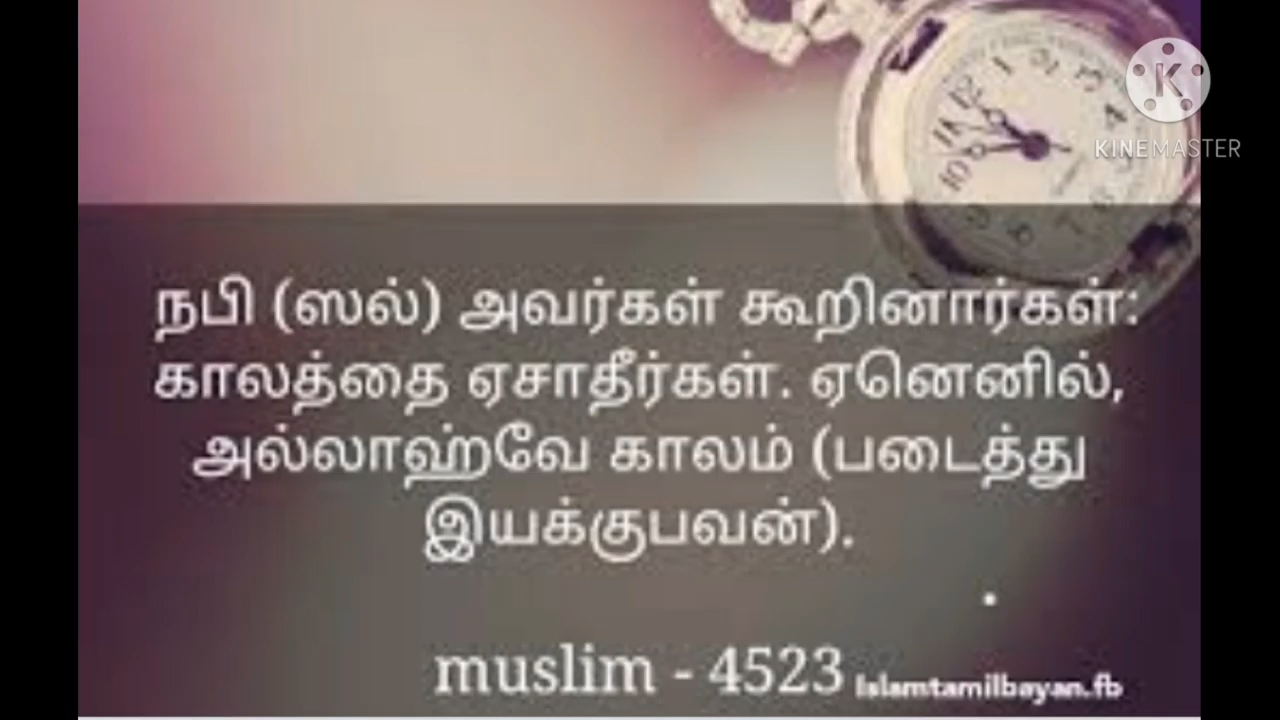 KINEMASTER
நபி (ஸல்) அவர்கள் கூறினார்கள்:
காலத்தை ஏசாதீர்கள். ஏனெனில்,
அல்லாஹ்வே காலம் (படைத்து
இயக்குபவன்).
muslim - 4523
Islamtamilbayan.fb